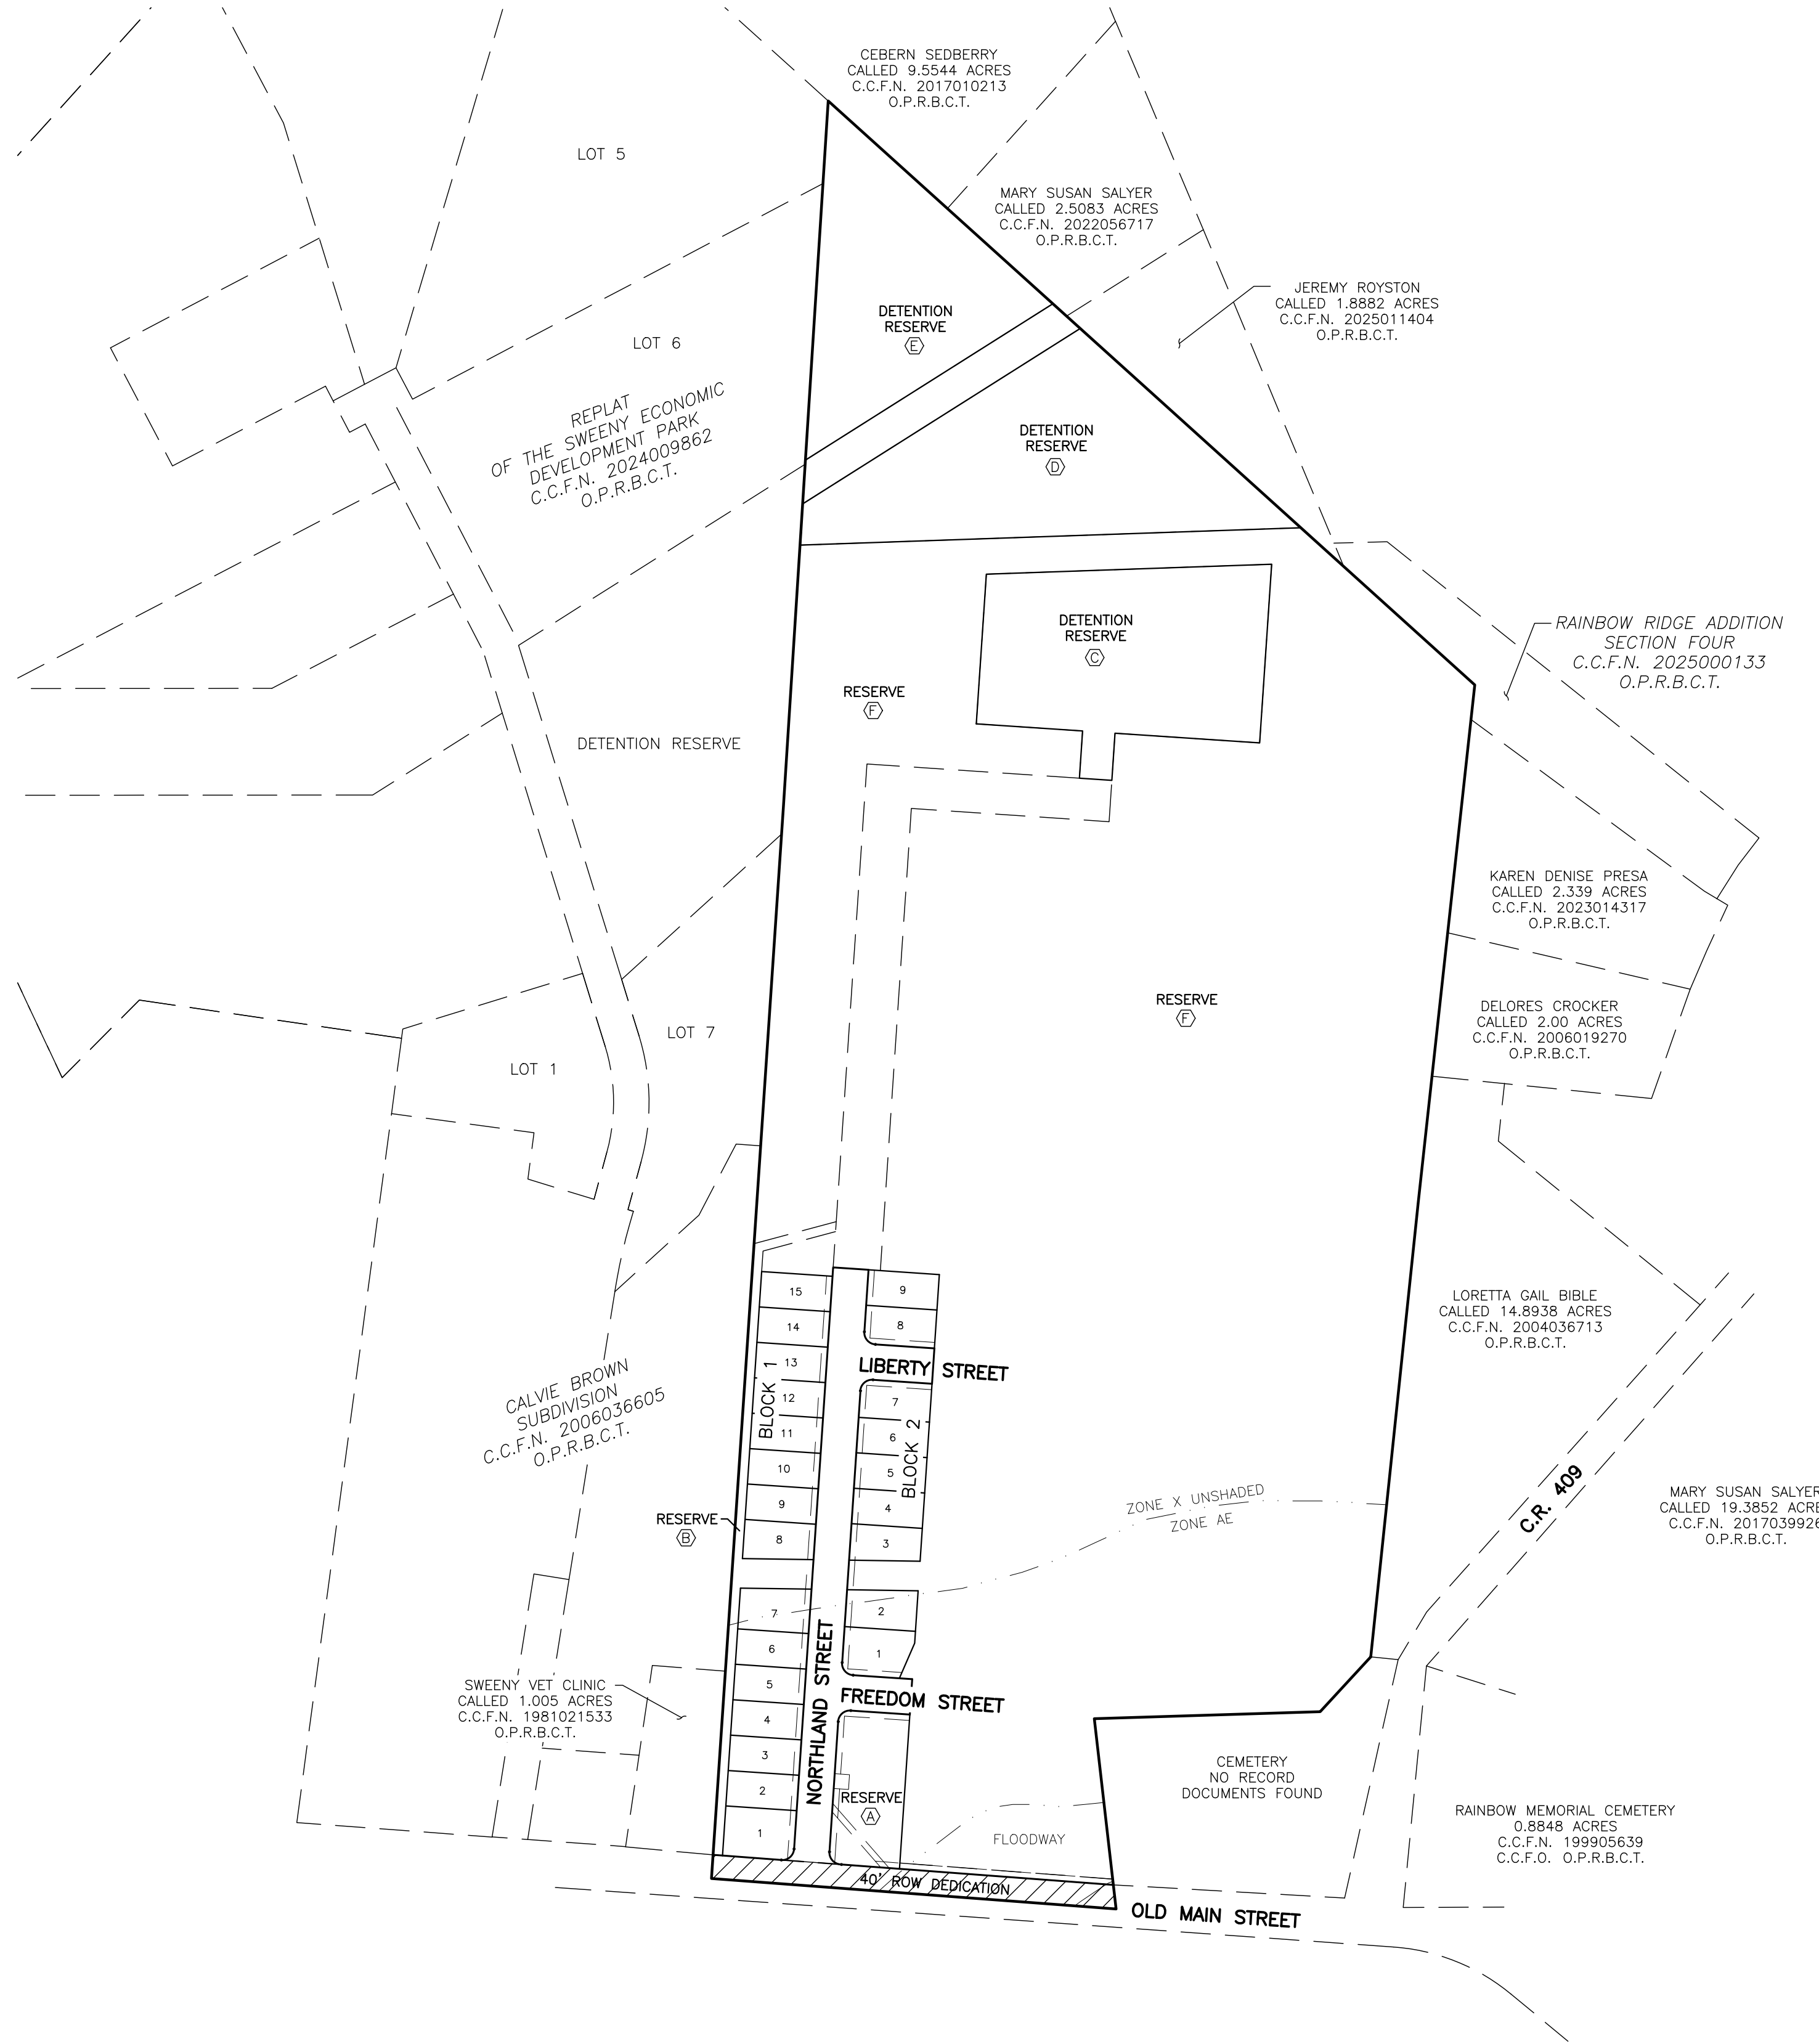 CEBERN SEDBERRY
CALLED 9.5544 ACRES
C.C.F.N. 2017010213
O.P.R.B.C.T.
LOT 5
MARY SUSAN SALYER
CALLED 2.5083 ACRES
C.C.F.N. 2022056717
O.P.R.B.C.T.
JEREMY ROYSTON
CALLED 1.8882 ACRES
C.C.F.N. 2025011404
O.P.R.B.C.T.
DETENTION
RESERVE
E
LOT 6
REPLAT
OF THE SWEENY ECONOMIC
DEVELOPMENT PARK
C.C.F.N. 2024009862
O.P.R.B.C.T.
DETENTION
RESERVE
D
DETENTION
RESERVE
C
RAINBOW RIDGE ADDITION
SECTION FOUR
C.C.F.N. 2025000133
O.P.R.B.C.T.
RESERVE
F
DETENTION RESERVE
KAREN DENISE PRESA
CALLED 2.339 ACRES
C.C.F.N. 2023014317
O.P.R.B.C.T.
RESERVE
F
DELORES CROCKER
CALLED 2.00 ACRES
C.C.F.N. 2006019270
O.P.R.B.C.T.
LOT 7
LOT 1
LORETTA GAIL BIBLE
CALLED 14.8938 ACRES
C.C.F.N. 2004036713
O.P.R.B.C.T.
15
14
13
12
11
10
9
8
BLOCK 1
9
8
LIBERTY STREET
7
6
5
4
3
BLOCK 2
CALVIE BROWN
SUBDIVISION
C.C.F.N. 2006036605
O.P.R.B.C.T.
ZONE X UNSHADED
ZONE AE
C.R. 409
MARY SUSAN SALYER
CALLED 19.3852 ACRE
C.C.F.N. 2017039926
O.P.R.B.C.T.
RESERVE
B
7
6
5
4
3
2
1
2
1
NORTHLAND STREET
FREEDOM STREET
SWEENY VET CLINIC
CALLED 1.005 ACRES
C.C.F.N. 1981021533
O.P.R.B.C.T.
RESERVE
A
FLOODWAY
CEMETERY
NO RECORD
DOCUMENTS FOUND
RAINBOW MEMORIAL CEMETERY
0.8848 ACRES
C.C.F.N. 199905639
C.C.F.O. O.P.R.B.C.T.
40' ROW DEDICATION
OLD MAIN STREET